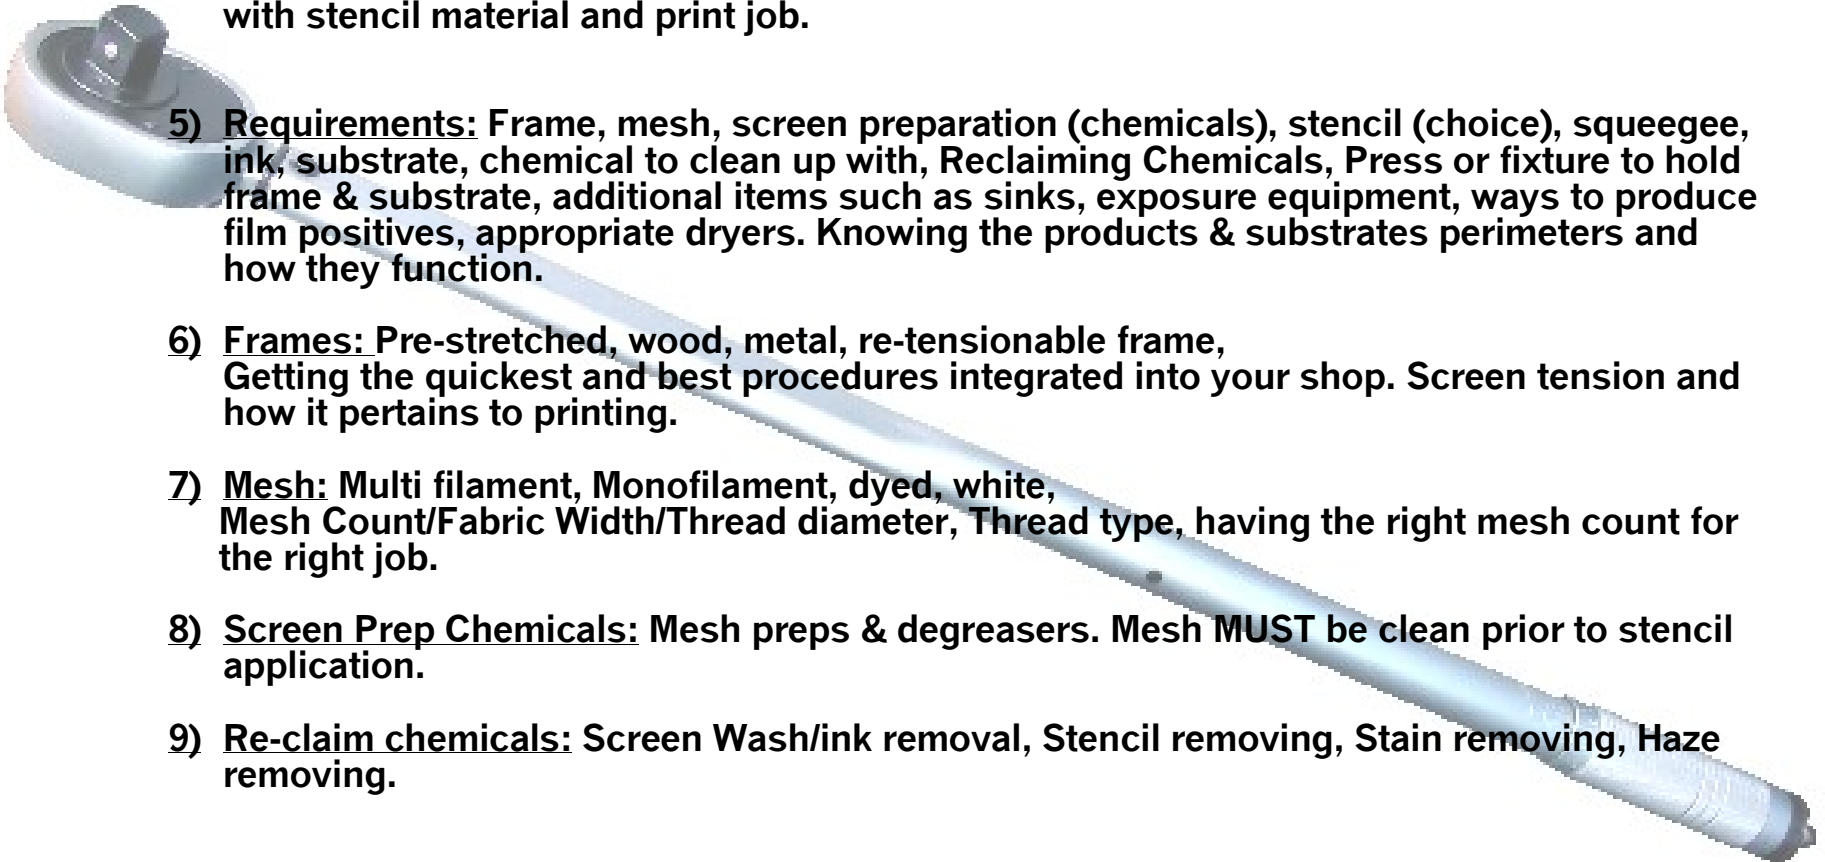 with stencil material and print job.
5) Requirements: Frame, mesh, screen preparation (chemicals), stencil (choice), squeegee,
ink, substrate, chemical to clean up with, Reclaiming Chemicals, Press or fixture to hold
frame & substrate, additional items such as sinks, exposure equipment, ways to produce
film positives, appropriate dryers. Knowing the products & substrates perimeters and
how they function.
6) Frames: Pre-stretched, wood, metal, re-tensionable frame,
Getting the quickest and best procedures integrated into your shop. Screen tension and
how it pertains to printing.
7) Mesh: Multi filament, Monofilament, dyed, white,
Mesh Count/Fabric Width/Thread diameter, Thread type, having the right mesh count for
the right job.
8) Screen Prep Chemicals: Mesh preps & degreasers. Mesh MUST be clean prior to stencil
application.
9) Re-claim chemicals: Screen Wash/ink removal, Stencil removing, Stain removing, Haze
removing.